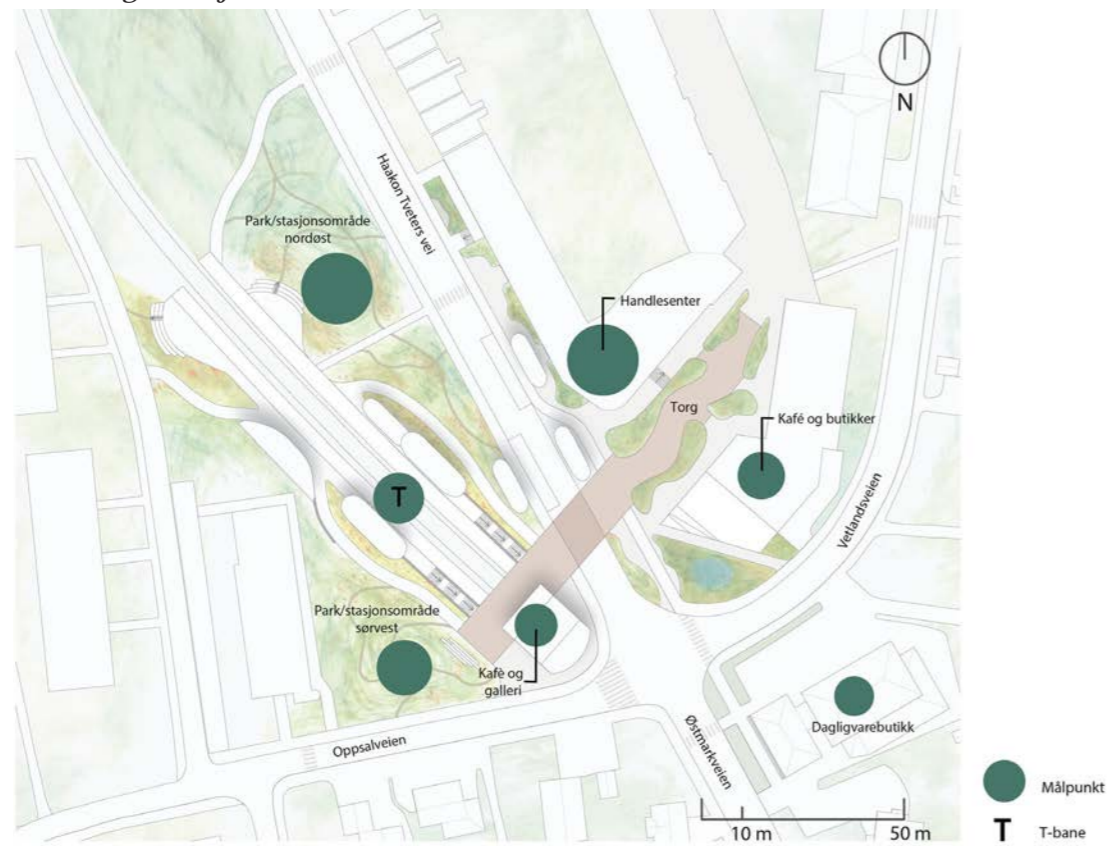 N
Haakon Tveters vei
Park/stasjonsområde
nordøst
Handlesenter
Torg
Kafé og butikker
T
Vetlandsveien
Park/stasjonsområde
sørvest
Kafè og
galleri
Dagligvarebutikk
Østmarkveien
Oppsalveien
10 m
50 m
Målpunkt
T
T-bane